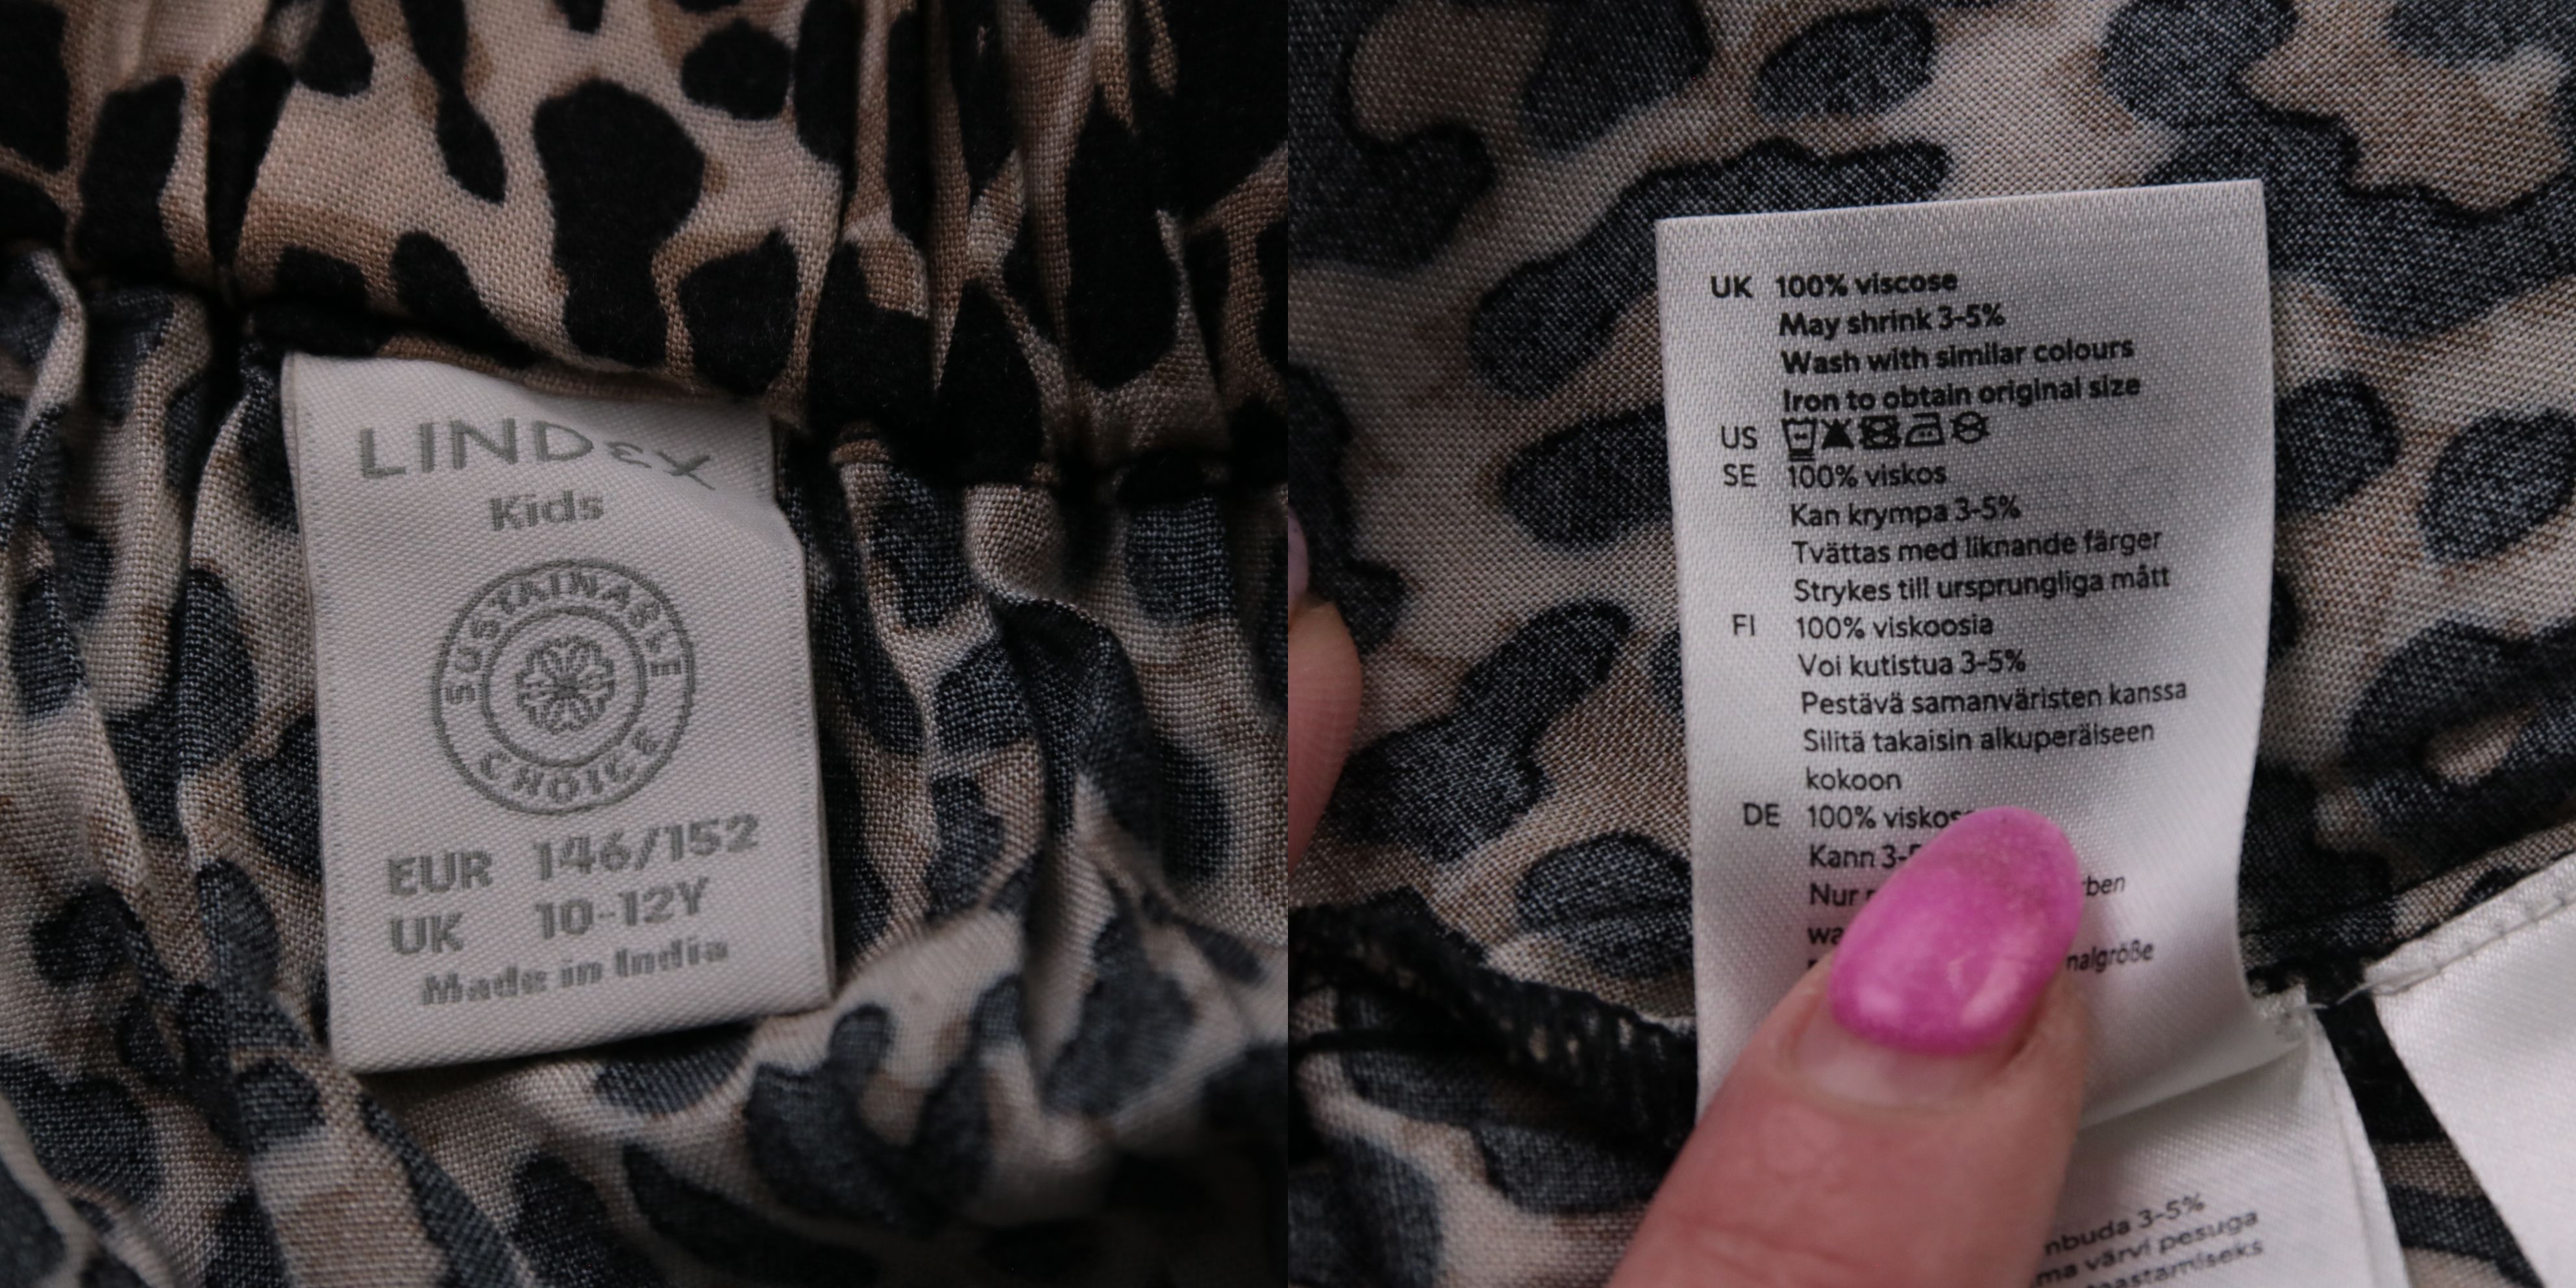 LINDEX
Kids
SUSTAINABLE
CHOICE
EUR 146/152
UK 10-12Y
Made in India
UK 100% viscose
May shrink 3-5%
Wash with similar colours
Iron to obtain original size
US
SE 100% viskos
Kan krympa 3-5%
Tvättas med liknande färger
Strykes till ursprungliga mått
FI 100% viskoosia
Voi kutistua 3-5%
Pestävä samanväristen kanssa
Silitä takaisin alkuperäiseen
kokoon
DE 100%
Kann
Nur
3-5%
värvi pesuga